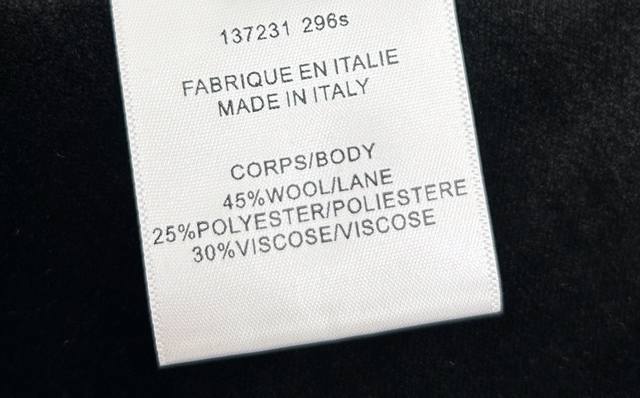 137231 296s
FABRIQUE EN ITALIE
MADE IN ITALY
CORPS/BODY
45%WOOL/LANE
25%POLYESTER/POLIESTERE
30%VISCOSE/VISCOSE